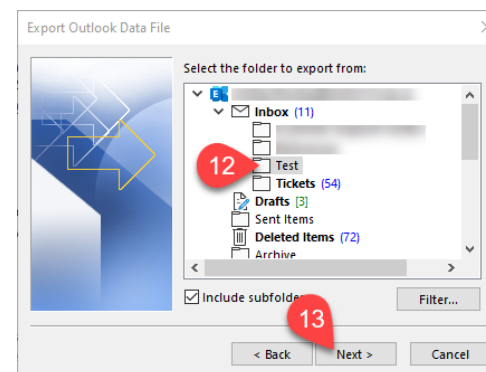 Export Outlook Data File
Select the folder to export from:
Inbox (11)
12
Test
Tickets (54)
Drafts [3]
Sent Items
Deleted Items (72)
Archive
Include subfolde
Filter...
13
< Back
Next >
Cancel